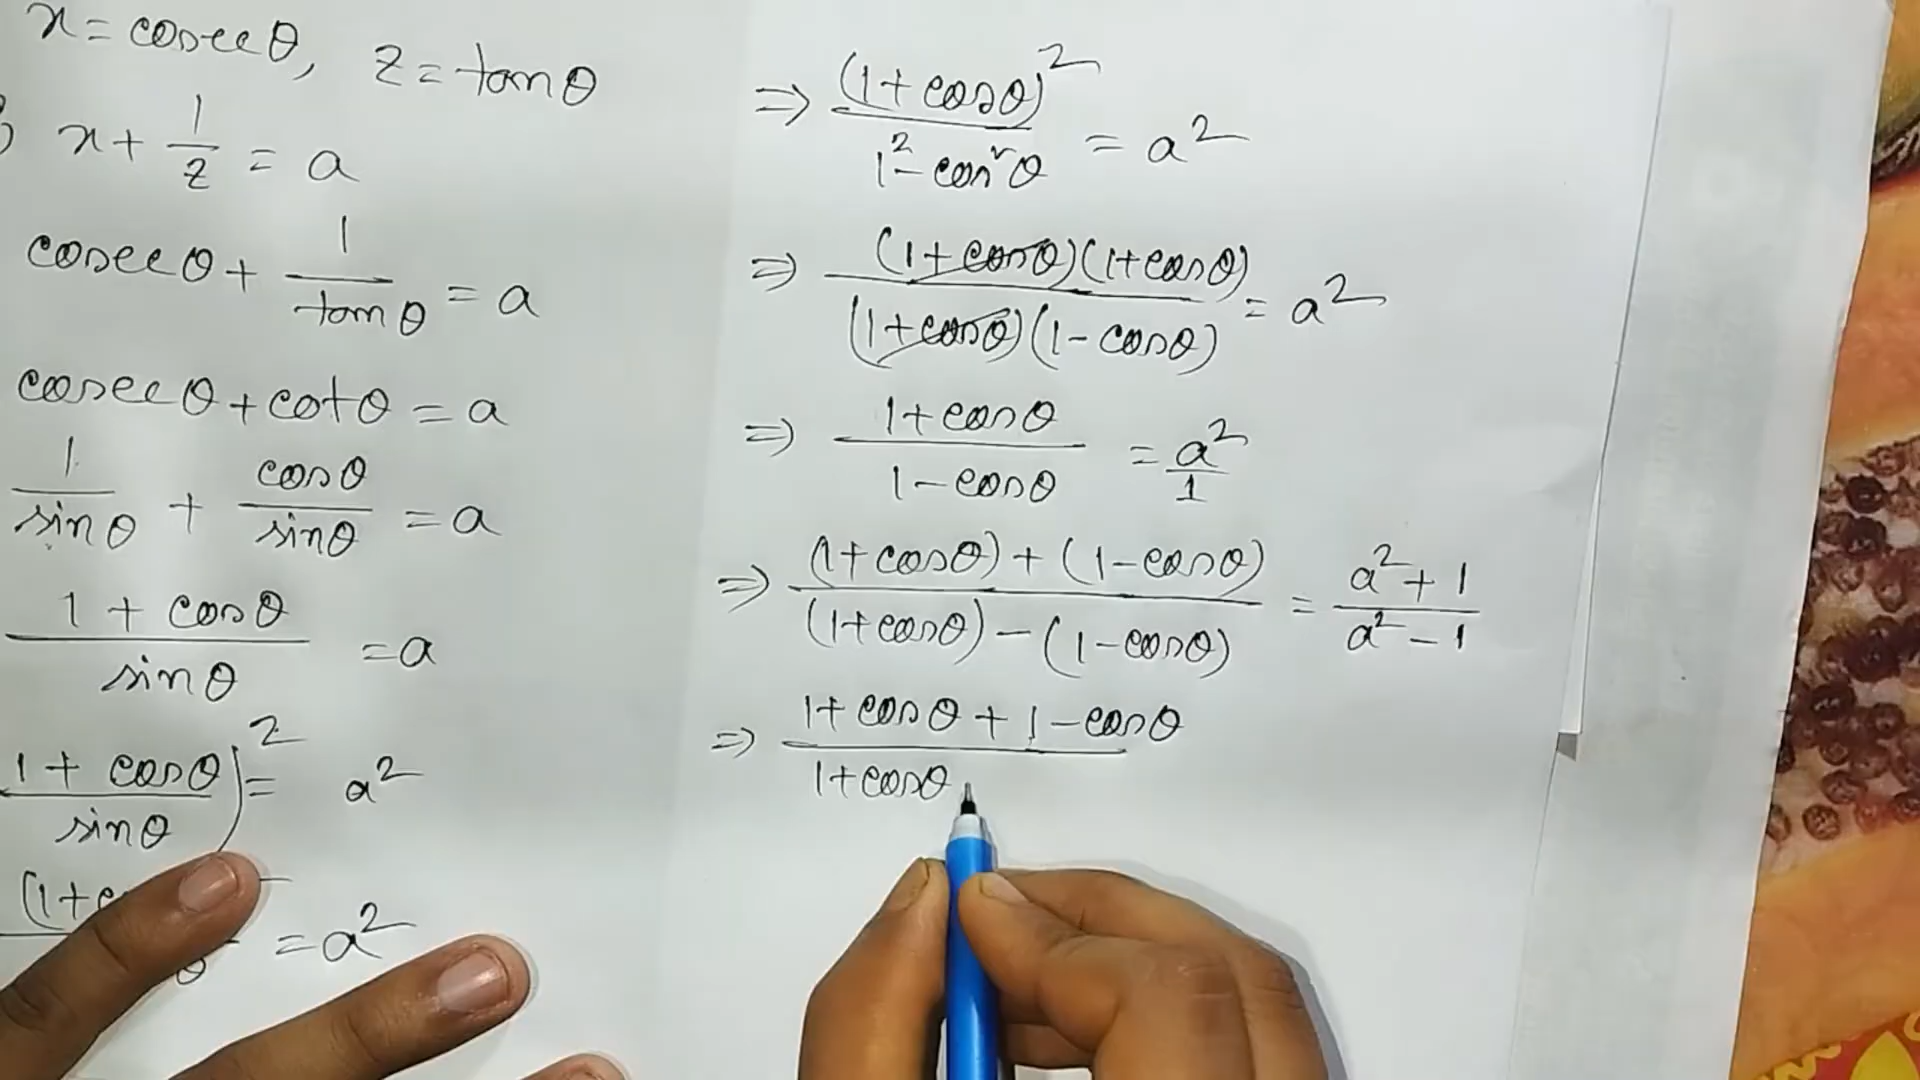 x = cosecθ, z = tanθ
x + 1/z = a
cosecθ + 1/tanθ = a
cosecθ + cotθ = a
1/sinθ + cosθ/sinθ = a
1 + cosθ / sinθ = a
1 + cosθ / sinθ)² = a²
= a²
⇒ (1 + cosθ)² / 1² - cos²θ = a²
⇒ (1 + cosθ)(1 + cosθ) / (1 + cosθ)(1 - cosθ) = a²
⇒ 1 + cosθ / 1 - cosθ = a²/1
⇒ (1 + cosθ) + (1 - cosθ) / (1 + cosθ) - (1 - cosθ) = a² + 1 / a² - 1
⇒ 1 + cosθ + 1 - cosθ / 1 + cosθ